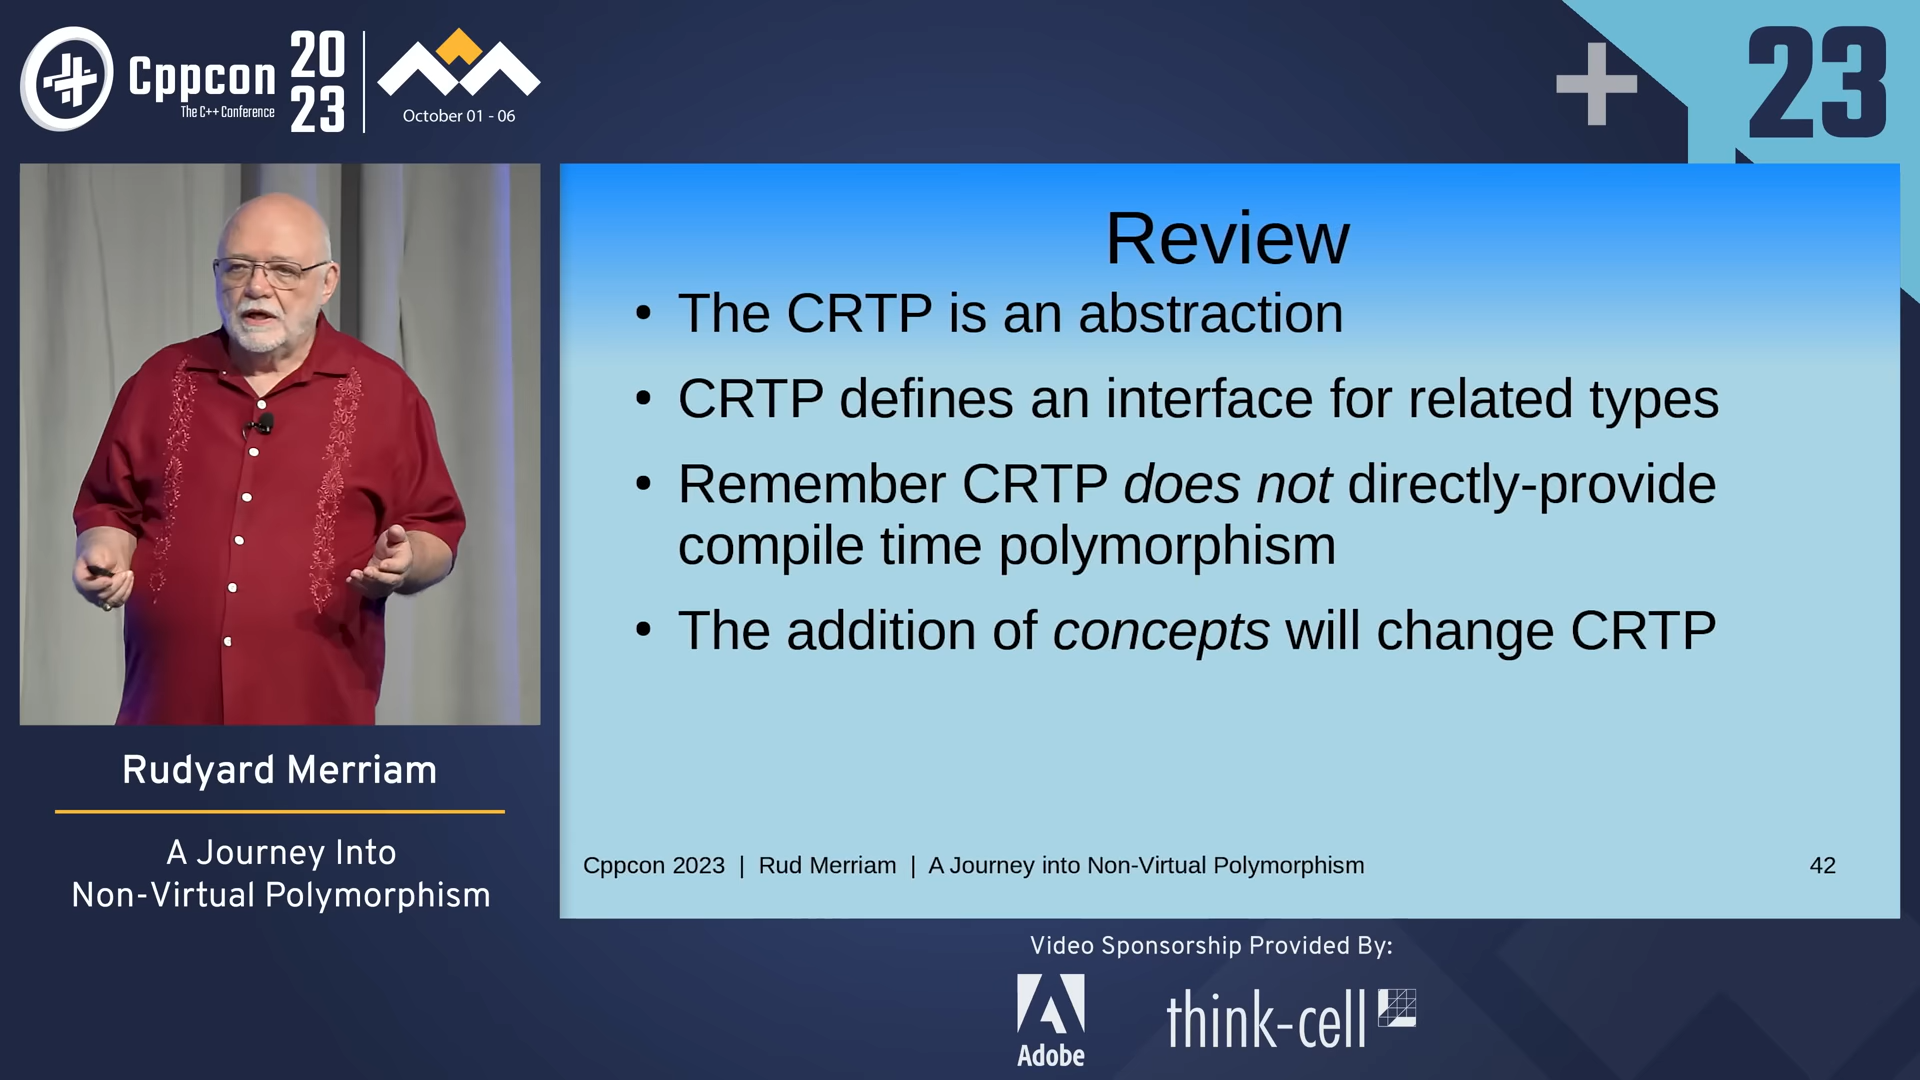 Cppcon
The C++ Conference
20
23
October 01 - 06
23
Review
• The CRTP is an abstraction
• CRTP defines an interface for related types
• Remember CRTP does not directly-provide
compile time polymorphism
• The addition of concepts will change CRTP
Cppcon 2023 | Rud Merriam | A Journey into Non-Virtual Polymorphism 42
Rudyard Merriam
A Journey Into
Non-Virtual Polymorphism
Video Sponsorship Provided By:
Adobe
think-cell